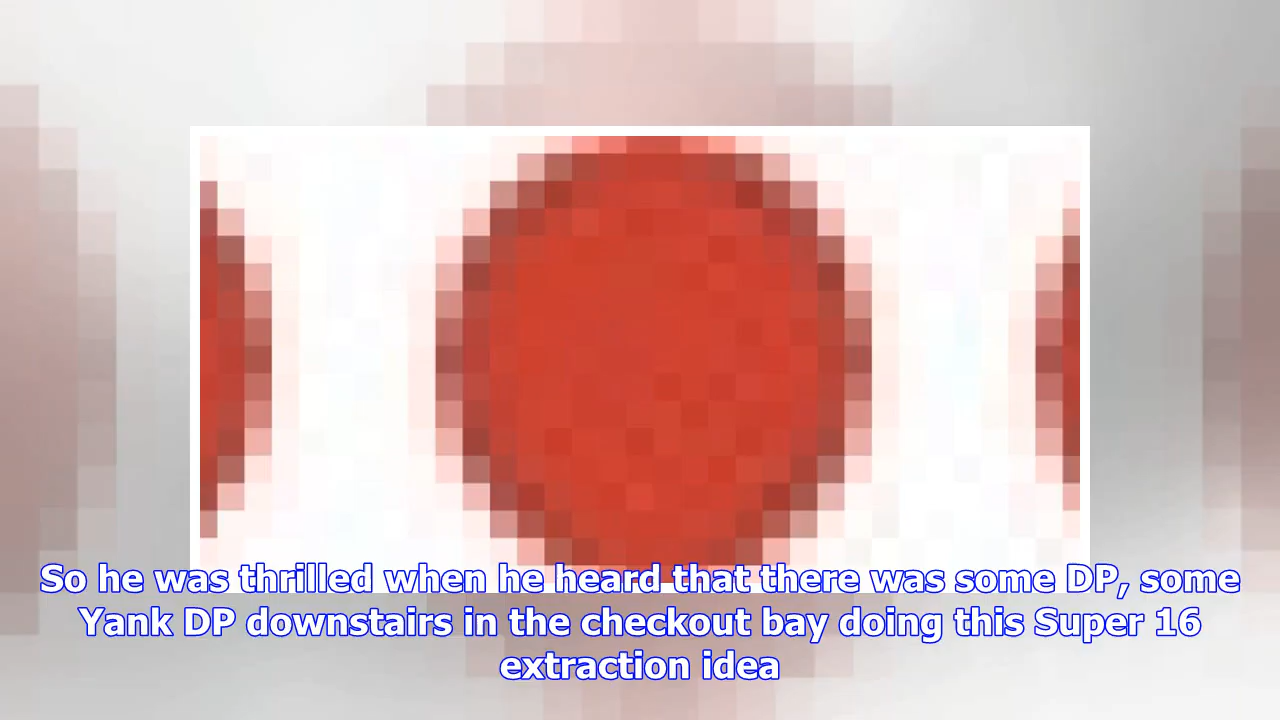 So he was thrilled when he heard that there was some DP, some
Yank DP downstairs in the checkout bay doing this Super 16
extraction idea